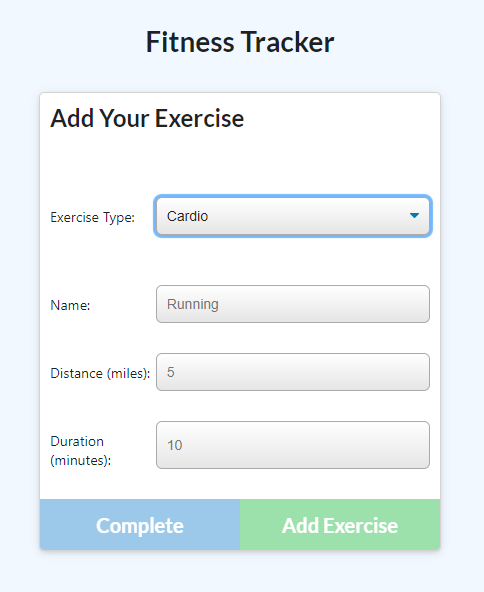 Fitness Tracker
Add Your Exercise
Exercise Type:
Cardio
Name:
Running
Distance (miles):
5
Duration
(minutes):
10
Complete
Add Exercise